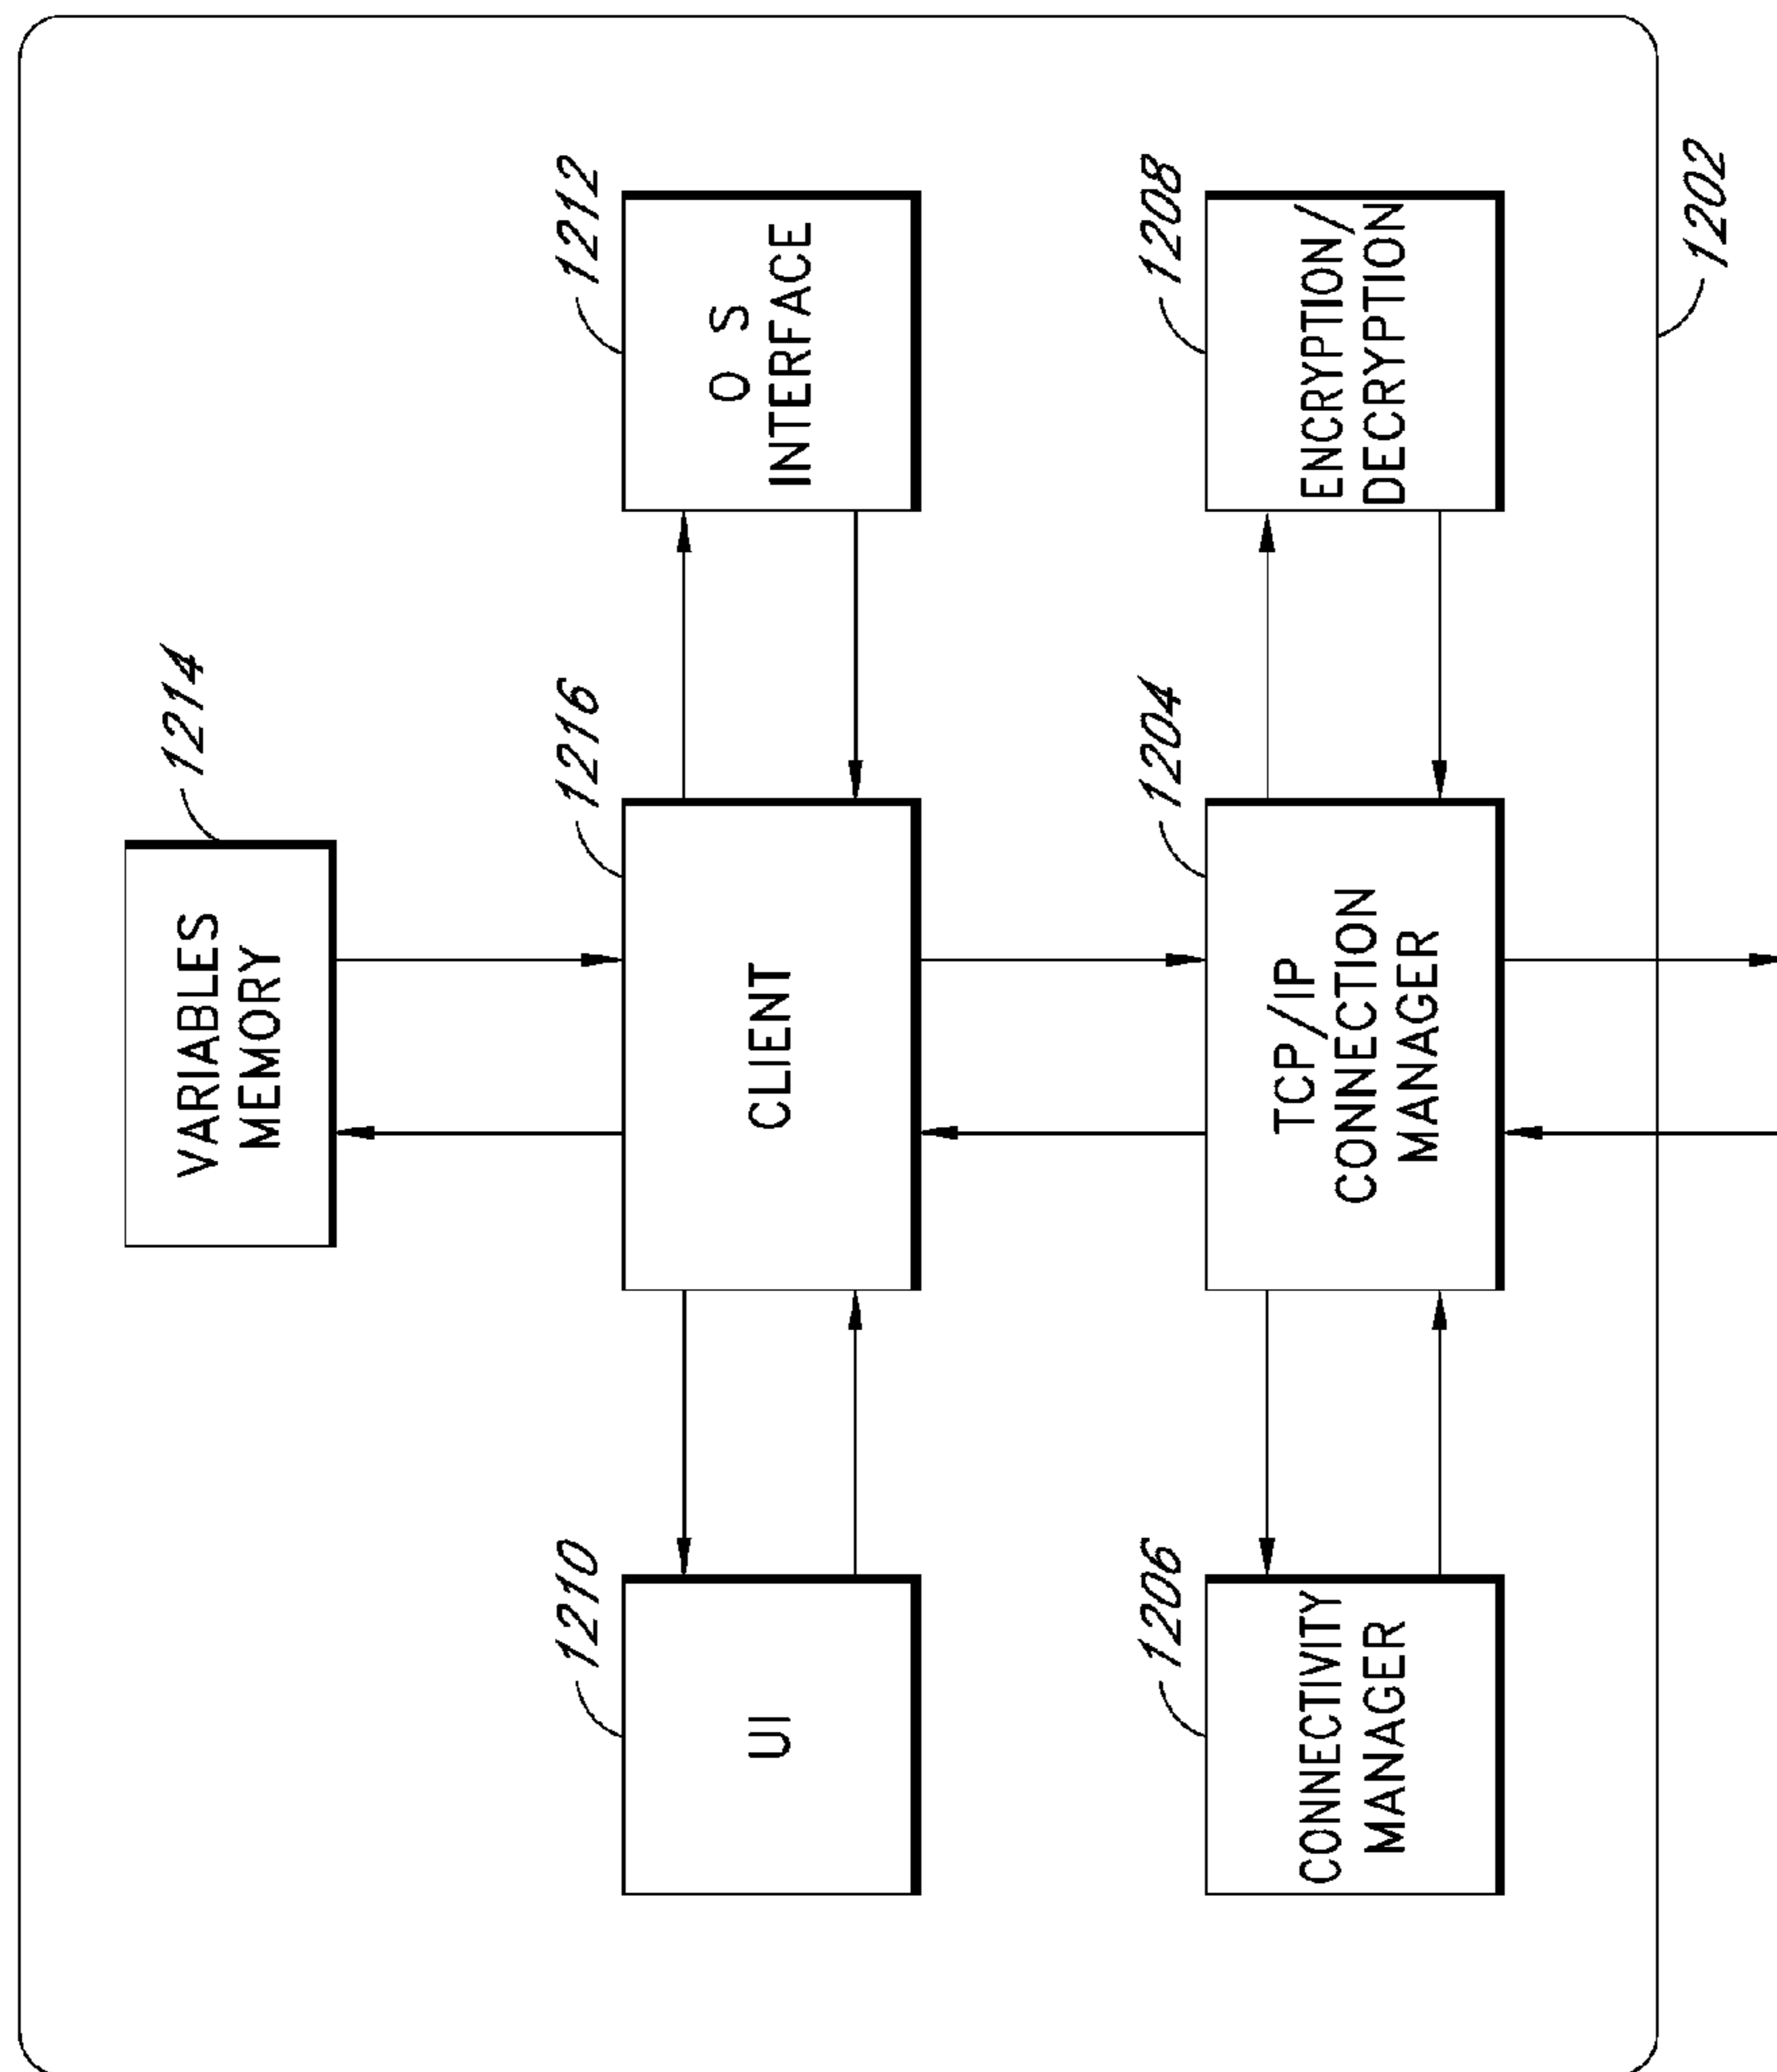 1214
VARIABLES
MEMORY
1210
UI
1216
CLIENT
1212
O S
INTERFACE
1206
CONNECTIVITY
MANAGER
1204
TCP/IP
CONNECTION
MANAGER
1208
ENCRYPTION/
DECRYPTION
1202